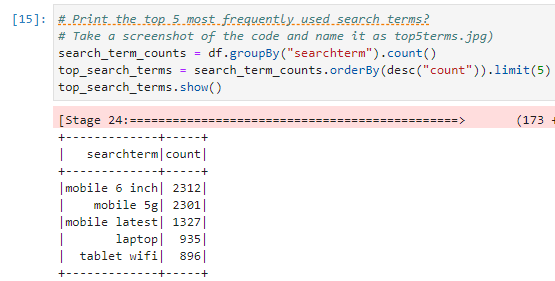 [15]: # Print the top 5 most frequently used search terms?
# Take a screenshot of the code and name it as top5terms.jpg)
search_term_counts = df.groupBy("searchterm").count()
top_search_terms = search_term_counts.orderBy(desc("count")).limit(5)
top_search_terms.show()
[Stage 24:==============================================> (173 +
+-------------+-----+
|   searchterm|count|
+-------------+-----+
|mobile 6 inch| 2312|
|    mobile 5g| 2301|
|mobile latest| 1327|
|       laptop|  935|
|  tablet wifi|  896|
+-------------+-----+